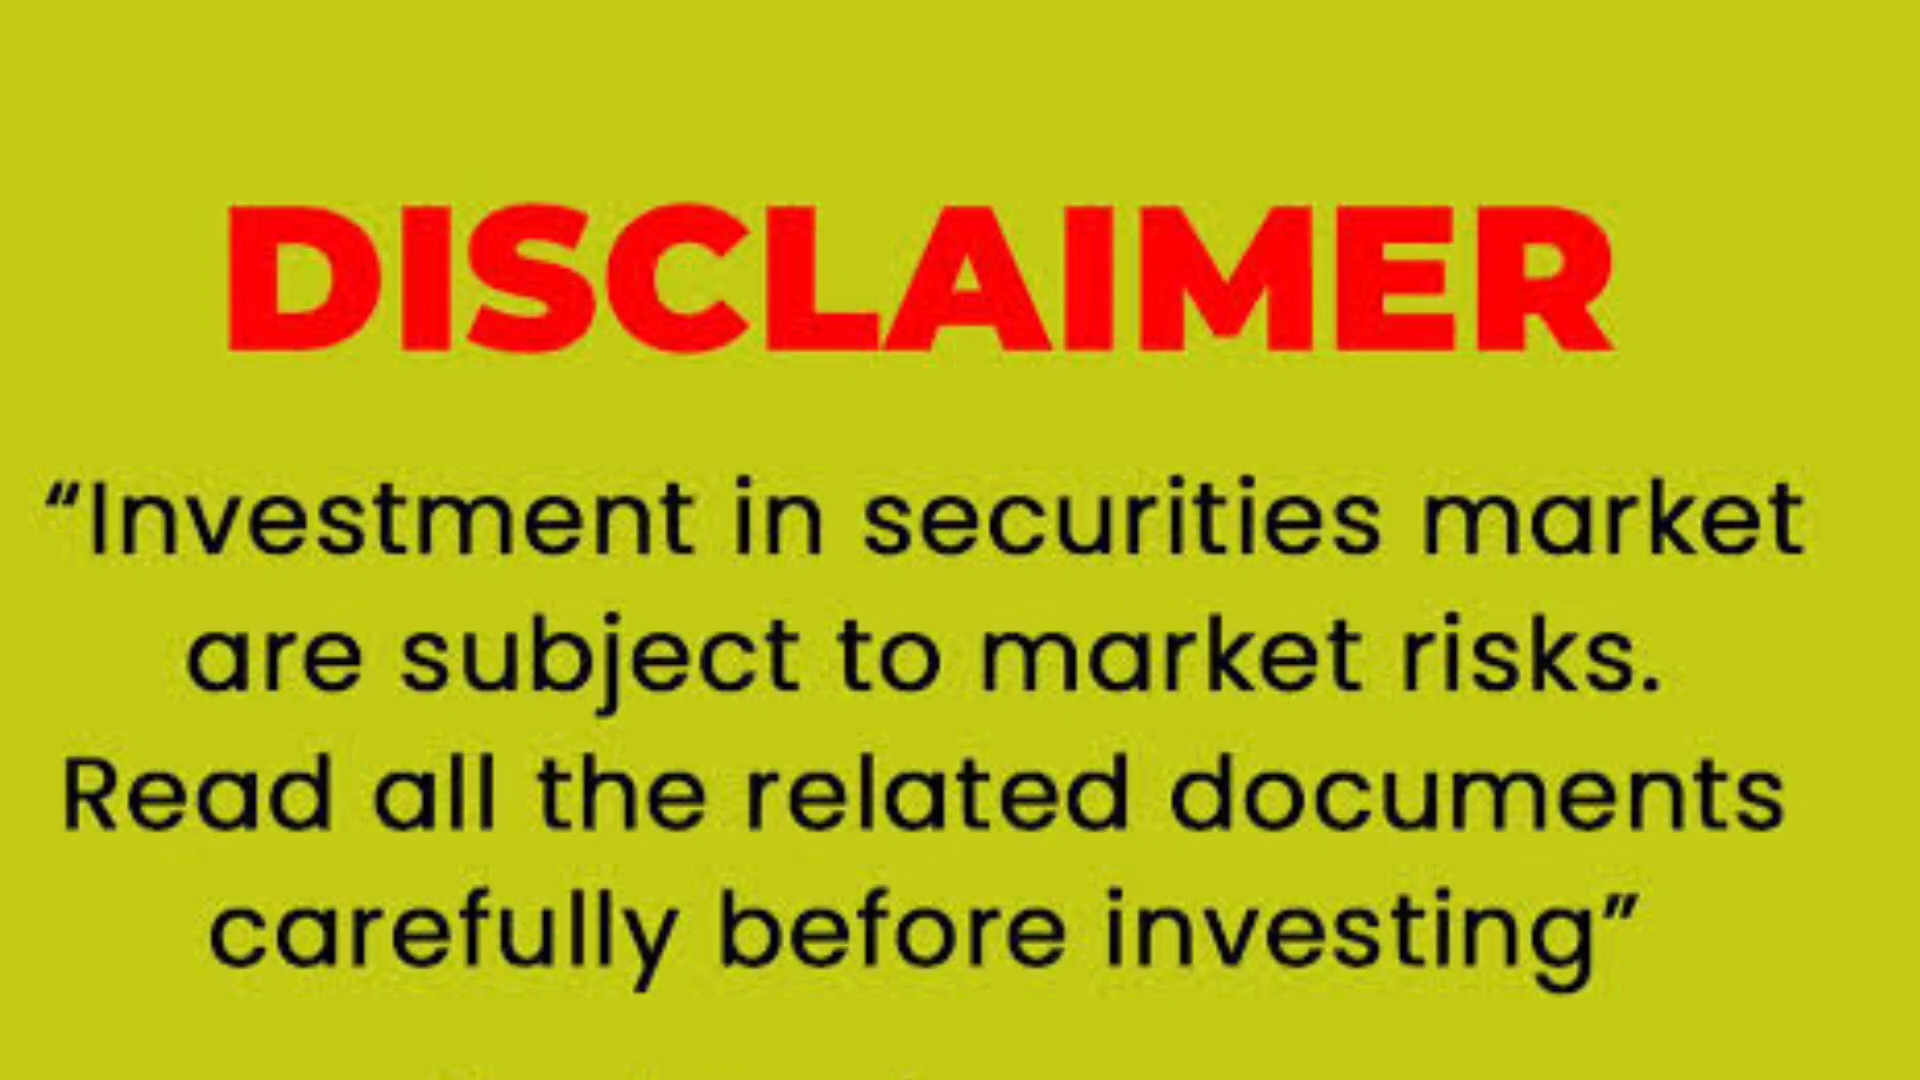 DISCLAIMER
“Investment in securities market
are subject to market risks.
Read all the related documents
carefully before investing”